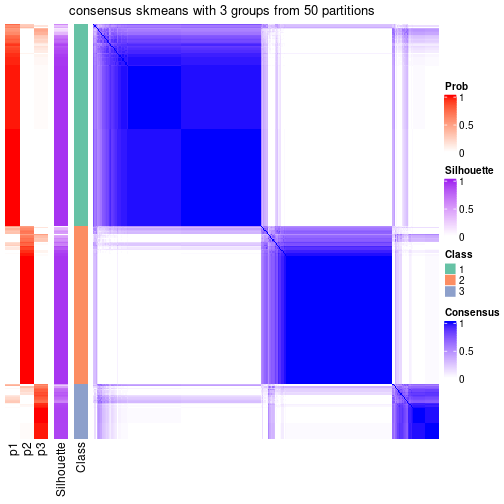 consensus skmeans with 3 groups from 50 partitions
Prob
1
0.5
0
Silhouette
1
0.5
0
Class
1
2
3
Consensus
1
0.5
0
p1
p2
p3
Silhouette
Class